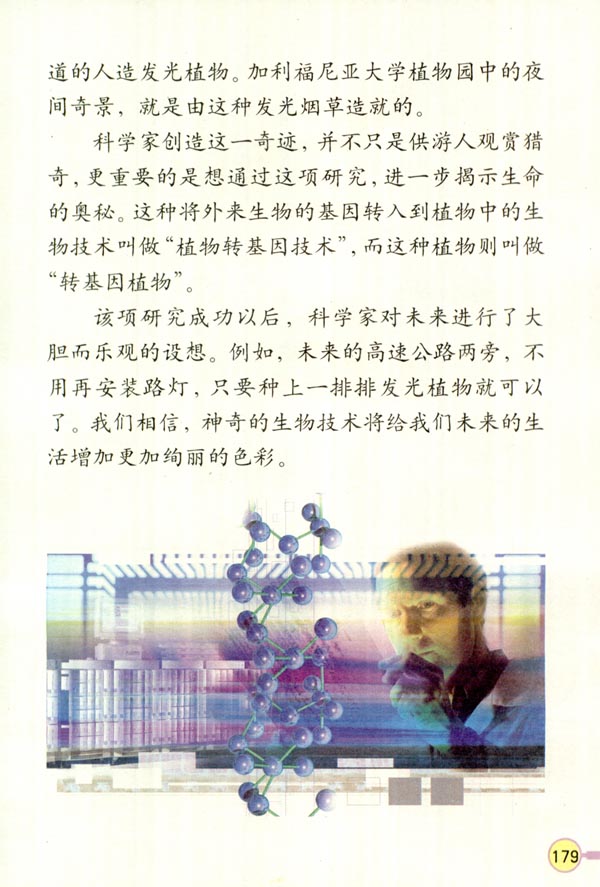 道的人造发光植物。加利福尼亚大学植物园中的夜
间奇景，就是由这种发光烟草造就的。
科学家创造这一奇迹，并不只是供游人观赏猎
奇，更重要的是想通过这项研究，进一步揭示生命
的奥秘。这种将外来生物的基因转入到植物中的生
物技术叫做“植物转基因技术”，而这种植物则叫做
“转基因植物”。
该项研究成功以后，科学家对未来进行了大
胆而乐观的设想。例如，未来的高速公路两旁，不
用再安装路灯，只要种上一排排发光植物就可以
了。我们相信，神奇的生物技术将给我们未来的生
活增加更加绚丽的色彩。
179